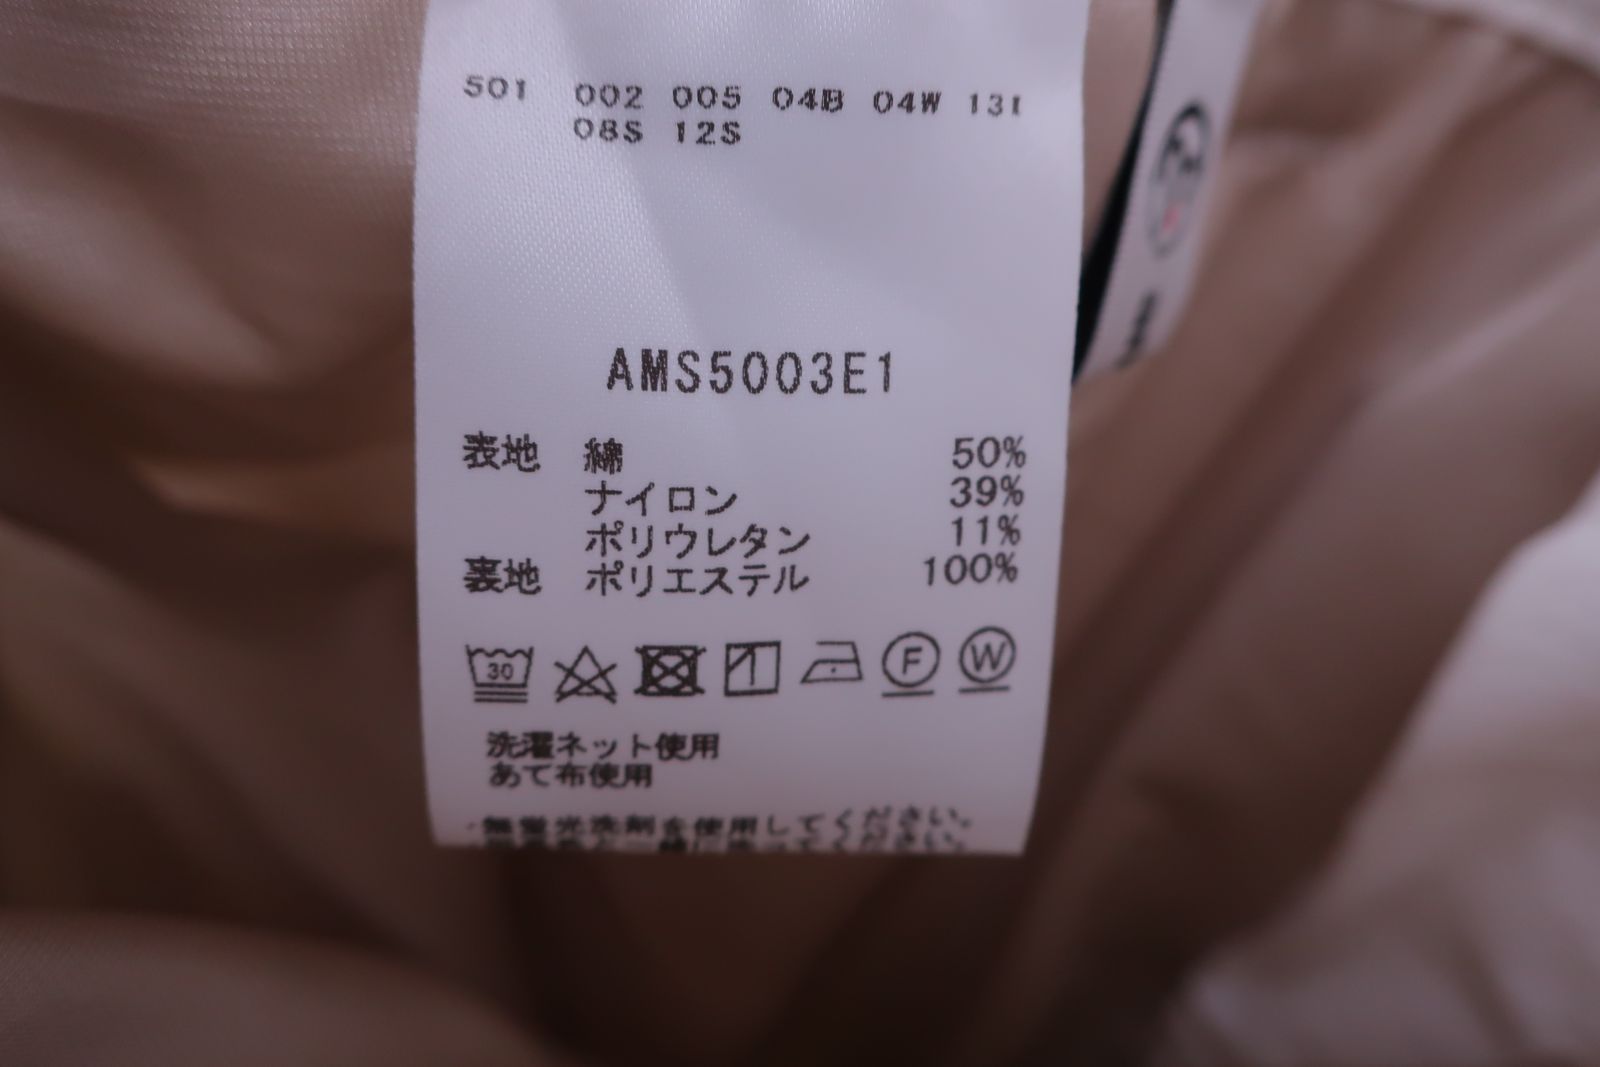 501 002 005 04B 04W 131
08S 12S
AMS5003E1
表地 綿 50%
ナイロン 39%
ポリウレタン 11%
裏地 ポリエステル 100%
30 F W
洗濯ネット使用
あて布使用
・無蛍光洗剤を使用してください。